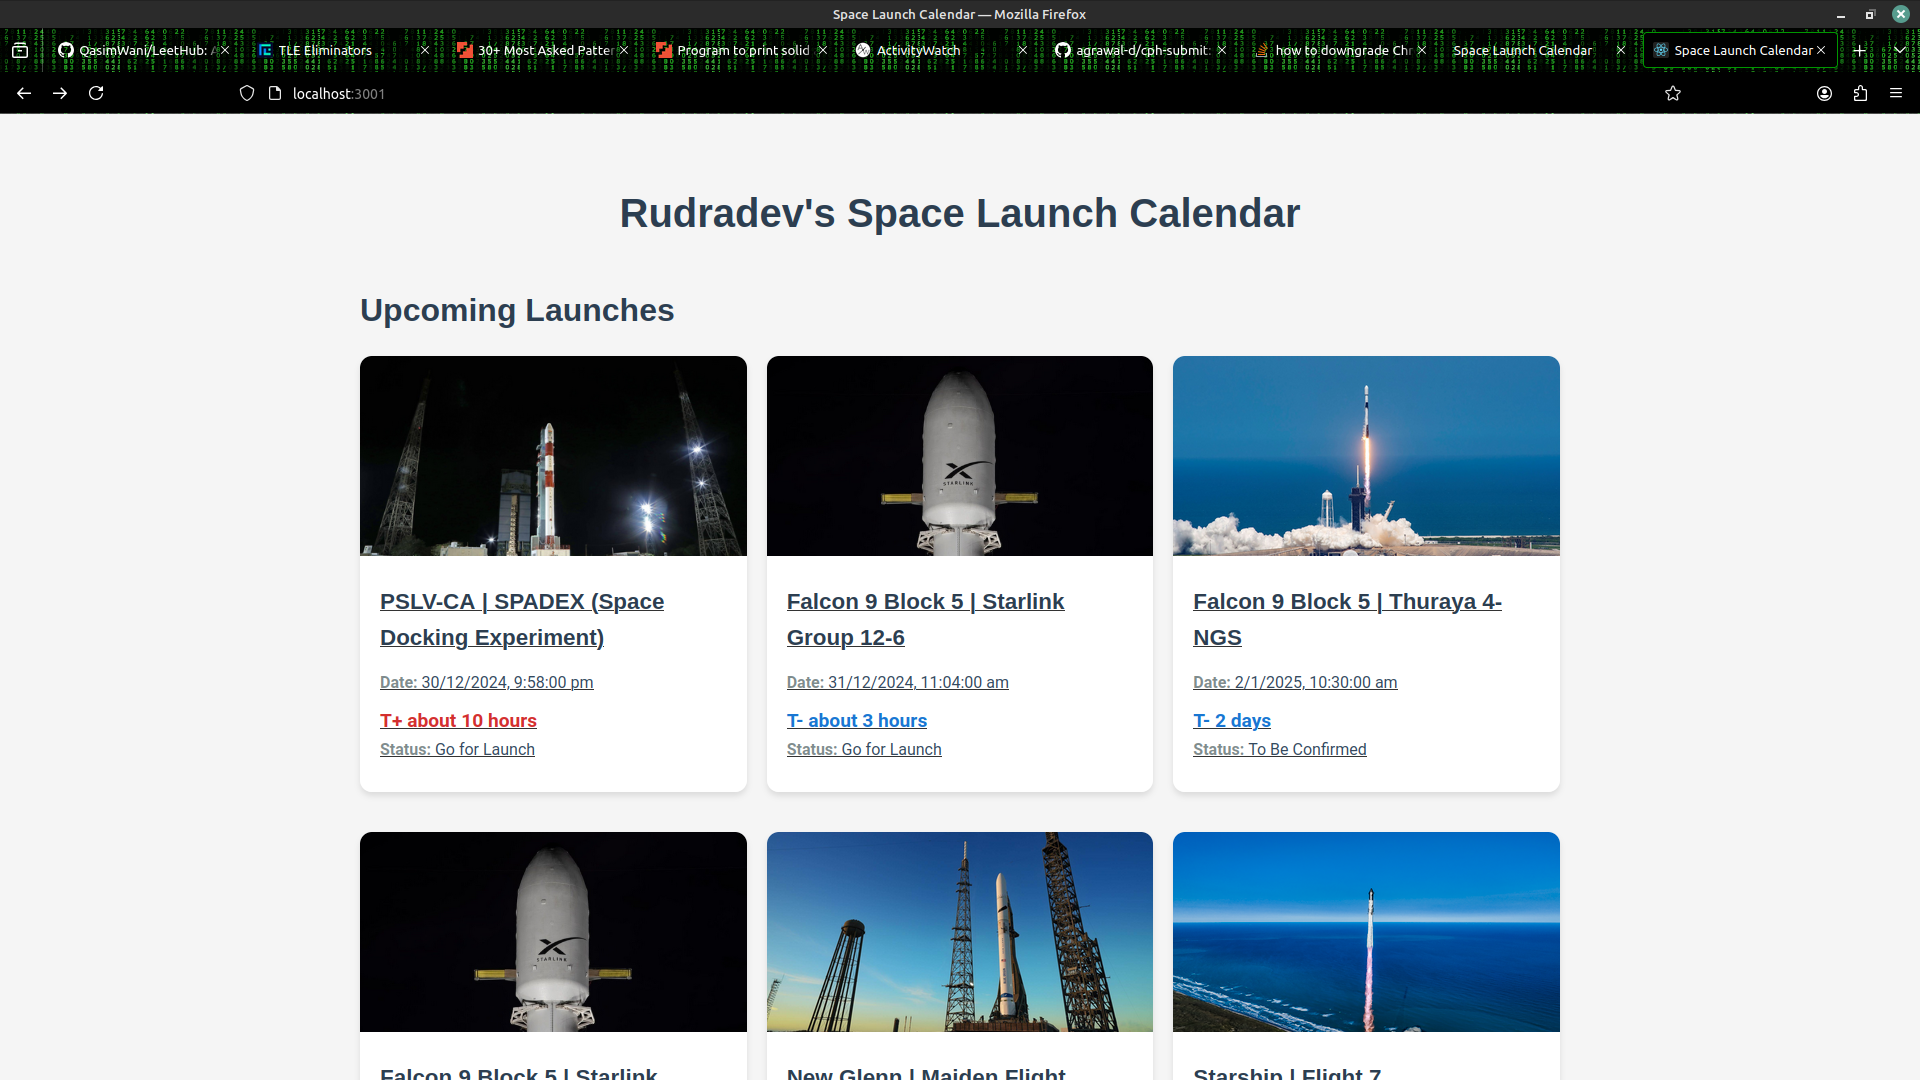 Space Launch Calendar — Mozilla Firefox
QasimWani/LeetHub: A
TLE Eliminators
30+ Most Asked Patter
Program to print solid
ActivityWatch
agrawal-d/cph-submit:
how to downgrade Chr
Space Launch Calendar
Space Launch Calendar
localhost:3001
Rudradev's Space Launch Calendar
Upcoming Launches
STARLINK
PSLV-CA | SPADEX (Space
Docking Experiment)
Date: 30/12/2024, 9:58:00 pm
T+ about 10 hours
Status: Go for Launch
Falcon 9 Block 5 | Starlink
Group 12-6
Date: 31/12/2024, 11:04:00 am
T- about 3 hours
Status: Go for Launch
Falcon 9 Block 5 | Thuraya 4-
NGS
Date: 2/1/2025, 10:30:00 am
T- 2 days
Status: To Be Confirmed
STARLINK
Falcon 9 Block 5 | Starlink
New Glenn | Maiden Flight
Starship | Flight 7